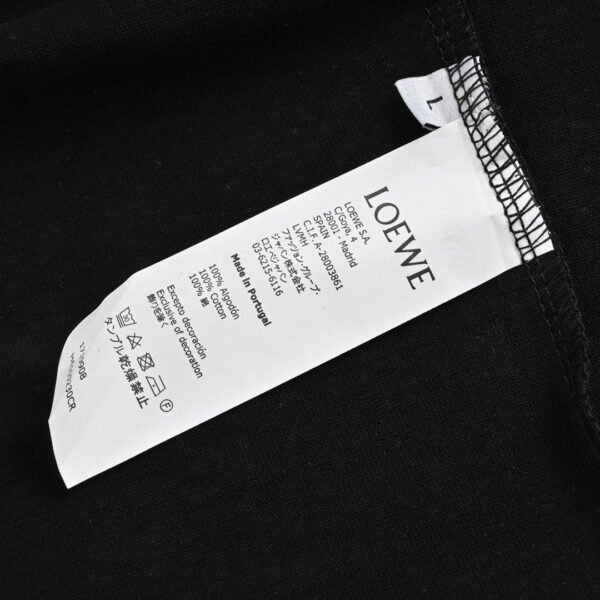 L
LOEWE
LOEWE S.A.
C/Goya, 4
28001 - Madrid
SPAIN
C.I.F. A-28003861
LVMH
ファッション・グループ・
ジャパン株式会社
ロエベジャパン
03-6215-6116
Made in Portugal
100% Algodón
100% Cotton
100% 綿
Excepto decoración
Exclusive of decoration
飾りを除く
F
タンブル乾燥禁止